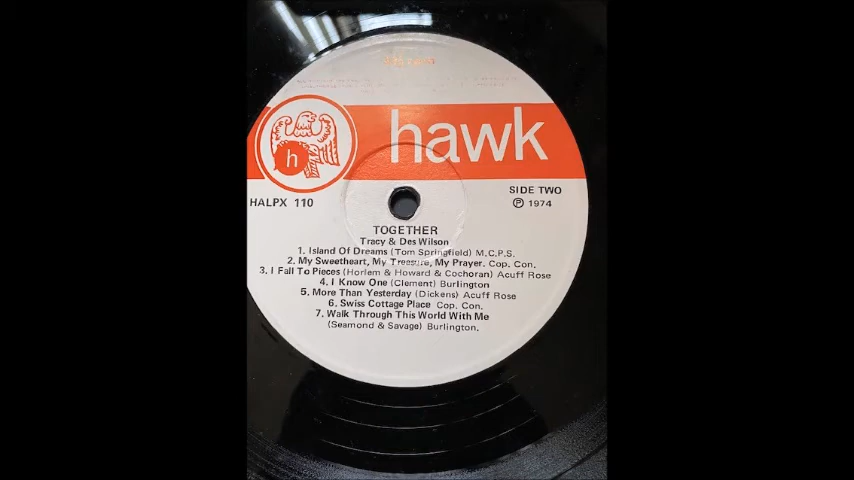 hawk
h
HALPX 110
SIDE TWO
Ⓟ 1974
TOGETHER
Tracy & Des Wilson
1. Island Of Dreams (Tom Springfield) M.C.P.S.
2. My Sweetheart, My Treasure, My Prayer. Cop. Con.
3. I Fall To Pieces (Horlem & Howard & Cochoran) Acuff Rose
4. I Know One (Clement) Burlington
5. More Than Yesterday (Dickens) Acuff Rose
6. Swiss Cottage Place Cop. Con.
7. Walk Through This World With Me
(Seamond & Savage) Burlington.